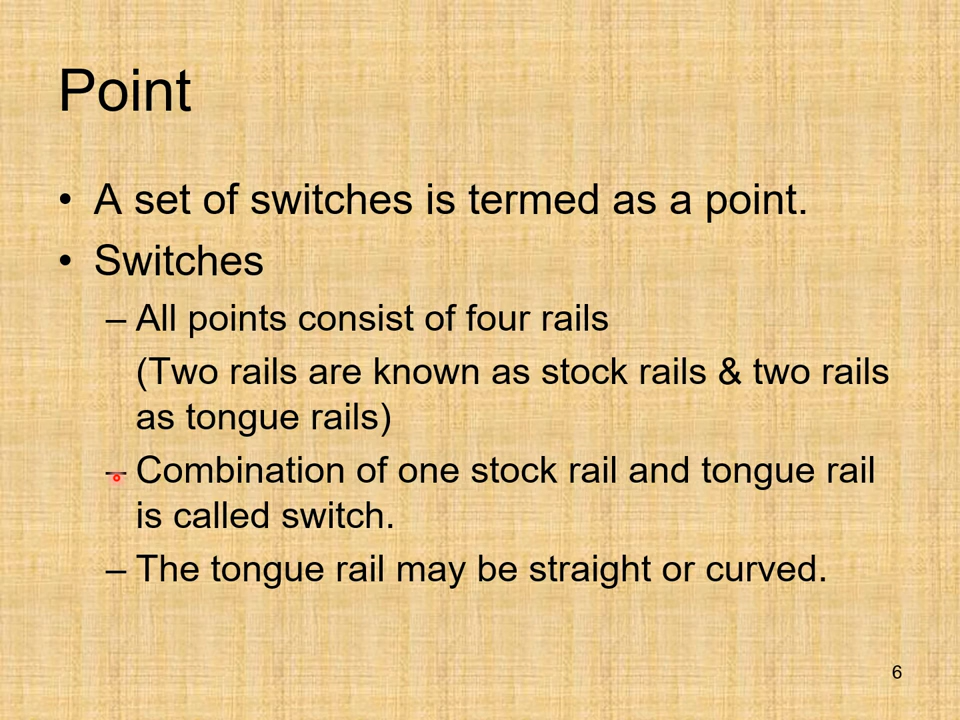 Point
• A set of switches is termed as a point.
• Switches
– All points consist of four rails
(Two rails are known as stock rails & two rails
as tongue rails)
– Combination of one stock rail and tongue rail
is called switch.
– The tongue rail may be straight or curved.
6